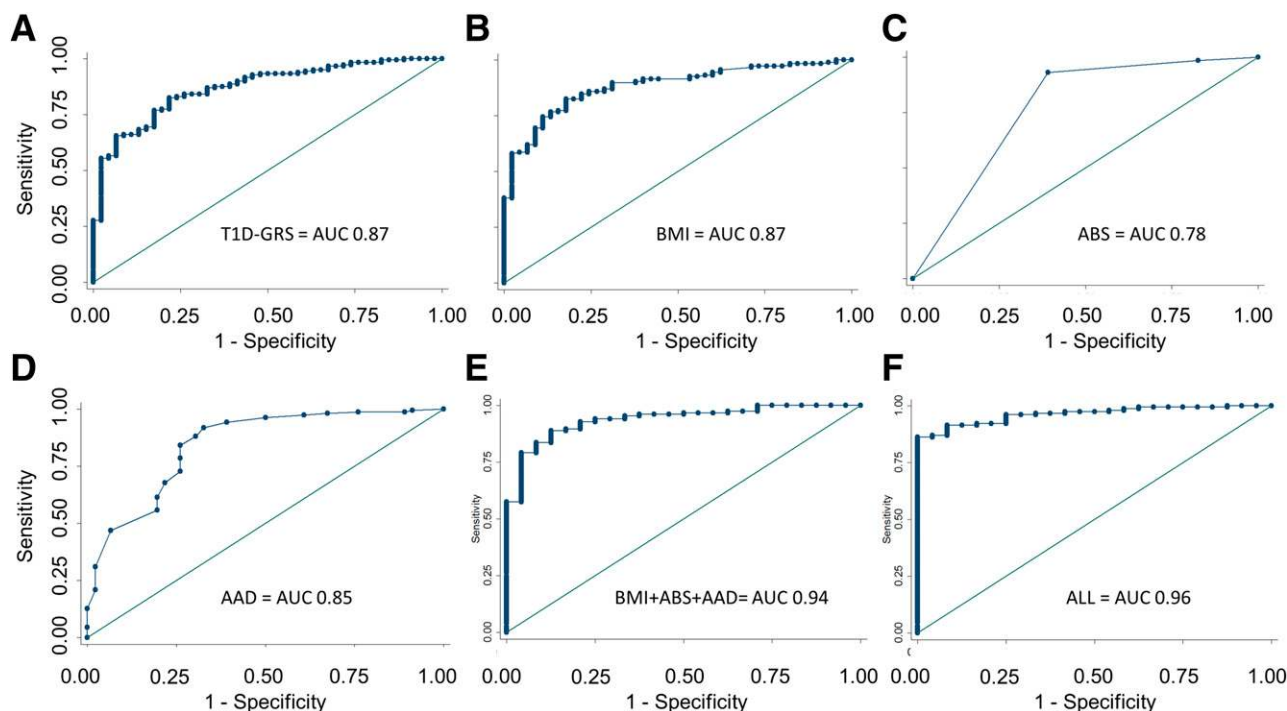 A
Sensitivity
1.00
0.75
0.50
0.25
0.00
T1D-GRS = AUC 0.87
0.00 0.25 0.50 0.75 1.00
1 - Specificity
B
BMI = AUC 0.87
0.00 0.25 0.50 0.75 1.00
1 - Specificity
C
ABS = AUC 0.78
0.00 0.25 0.50 0.75 1.00
1 - Specificity
D
Sensitivity
1.00
0.75
0.50
0.25
0.00
AAD = AUC 0.85
0.00 0.25 0.50 0.75 1.00
1 - Specificity
E
Sensitivity
1.00
0.75
0.50
0.25
0.00
BMI+ABS+AAD= AUC 0.94
0.00 0.25 0.50 0.75 1.00
1 - Specificity
F
Sensitivity
1.00
0.75
0.50
0.25
0.00
ALL = AUC 0.96
0.00 0.25 0.50 0.75 1.00
1 - Specificity